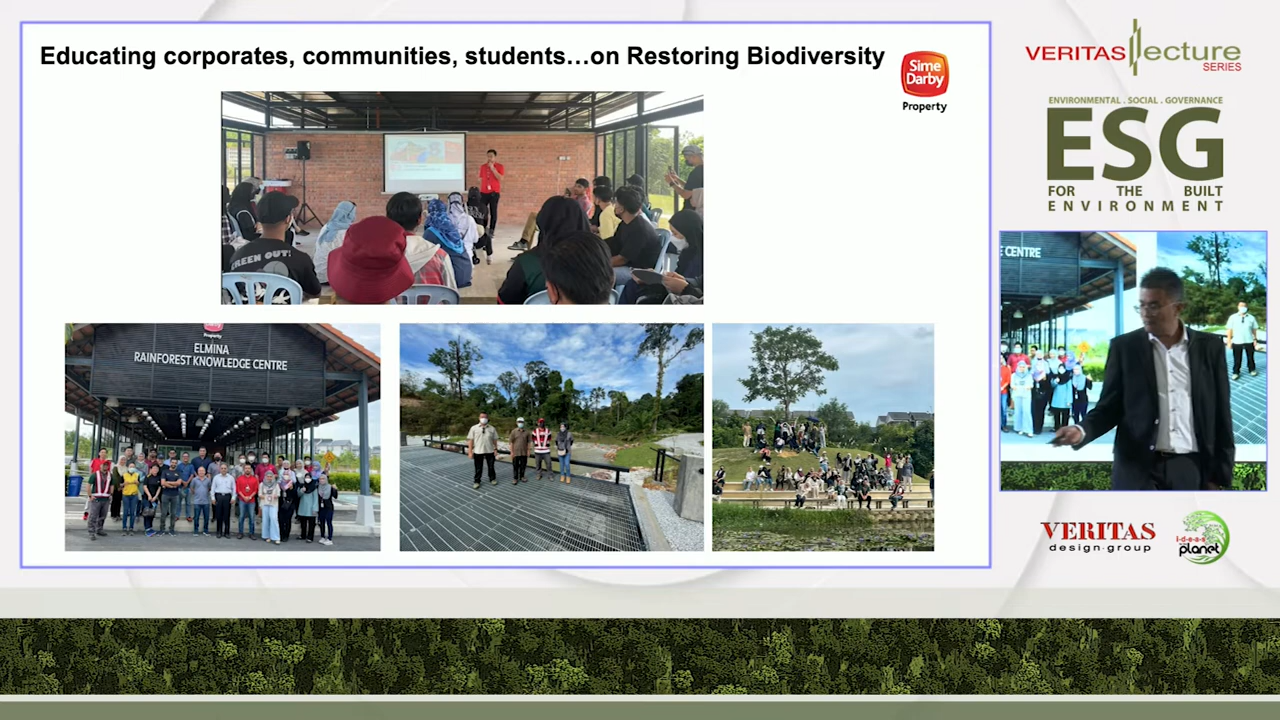 Educating corporates, communities, students…on Restoring Biodiversity
Sime
Darby
Property
GREEN OUT!
Property
ELMINA
RAINFOREST KNOWLEDGE CENTRE
VERITAS lecture
SERIES
ENVIRONMENTAL . SOCIAL . GOVERNANCE
ESG
FOR THE BUILT
ENVIRONMENT
E CENTRE
VERITAS
design group
i-d-e-a-s
planet